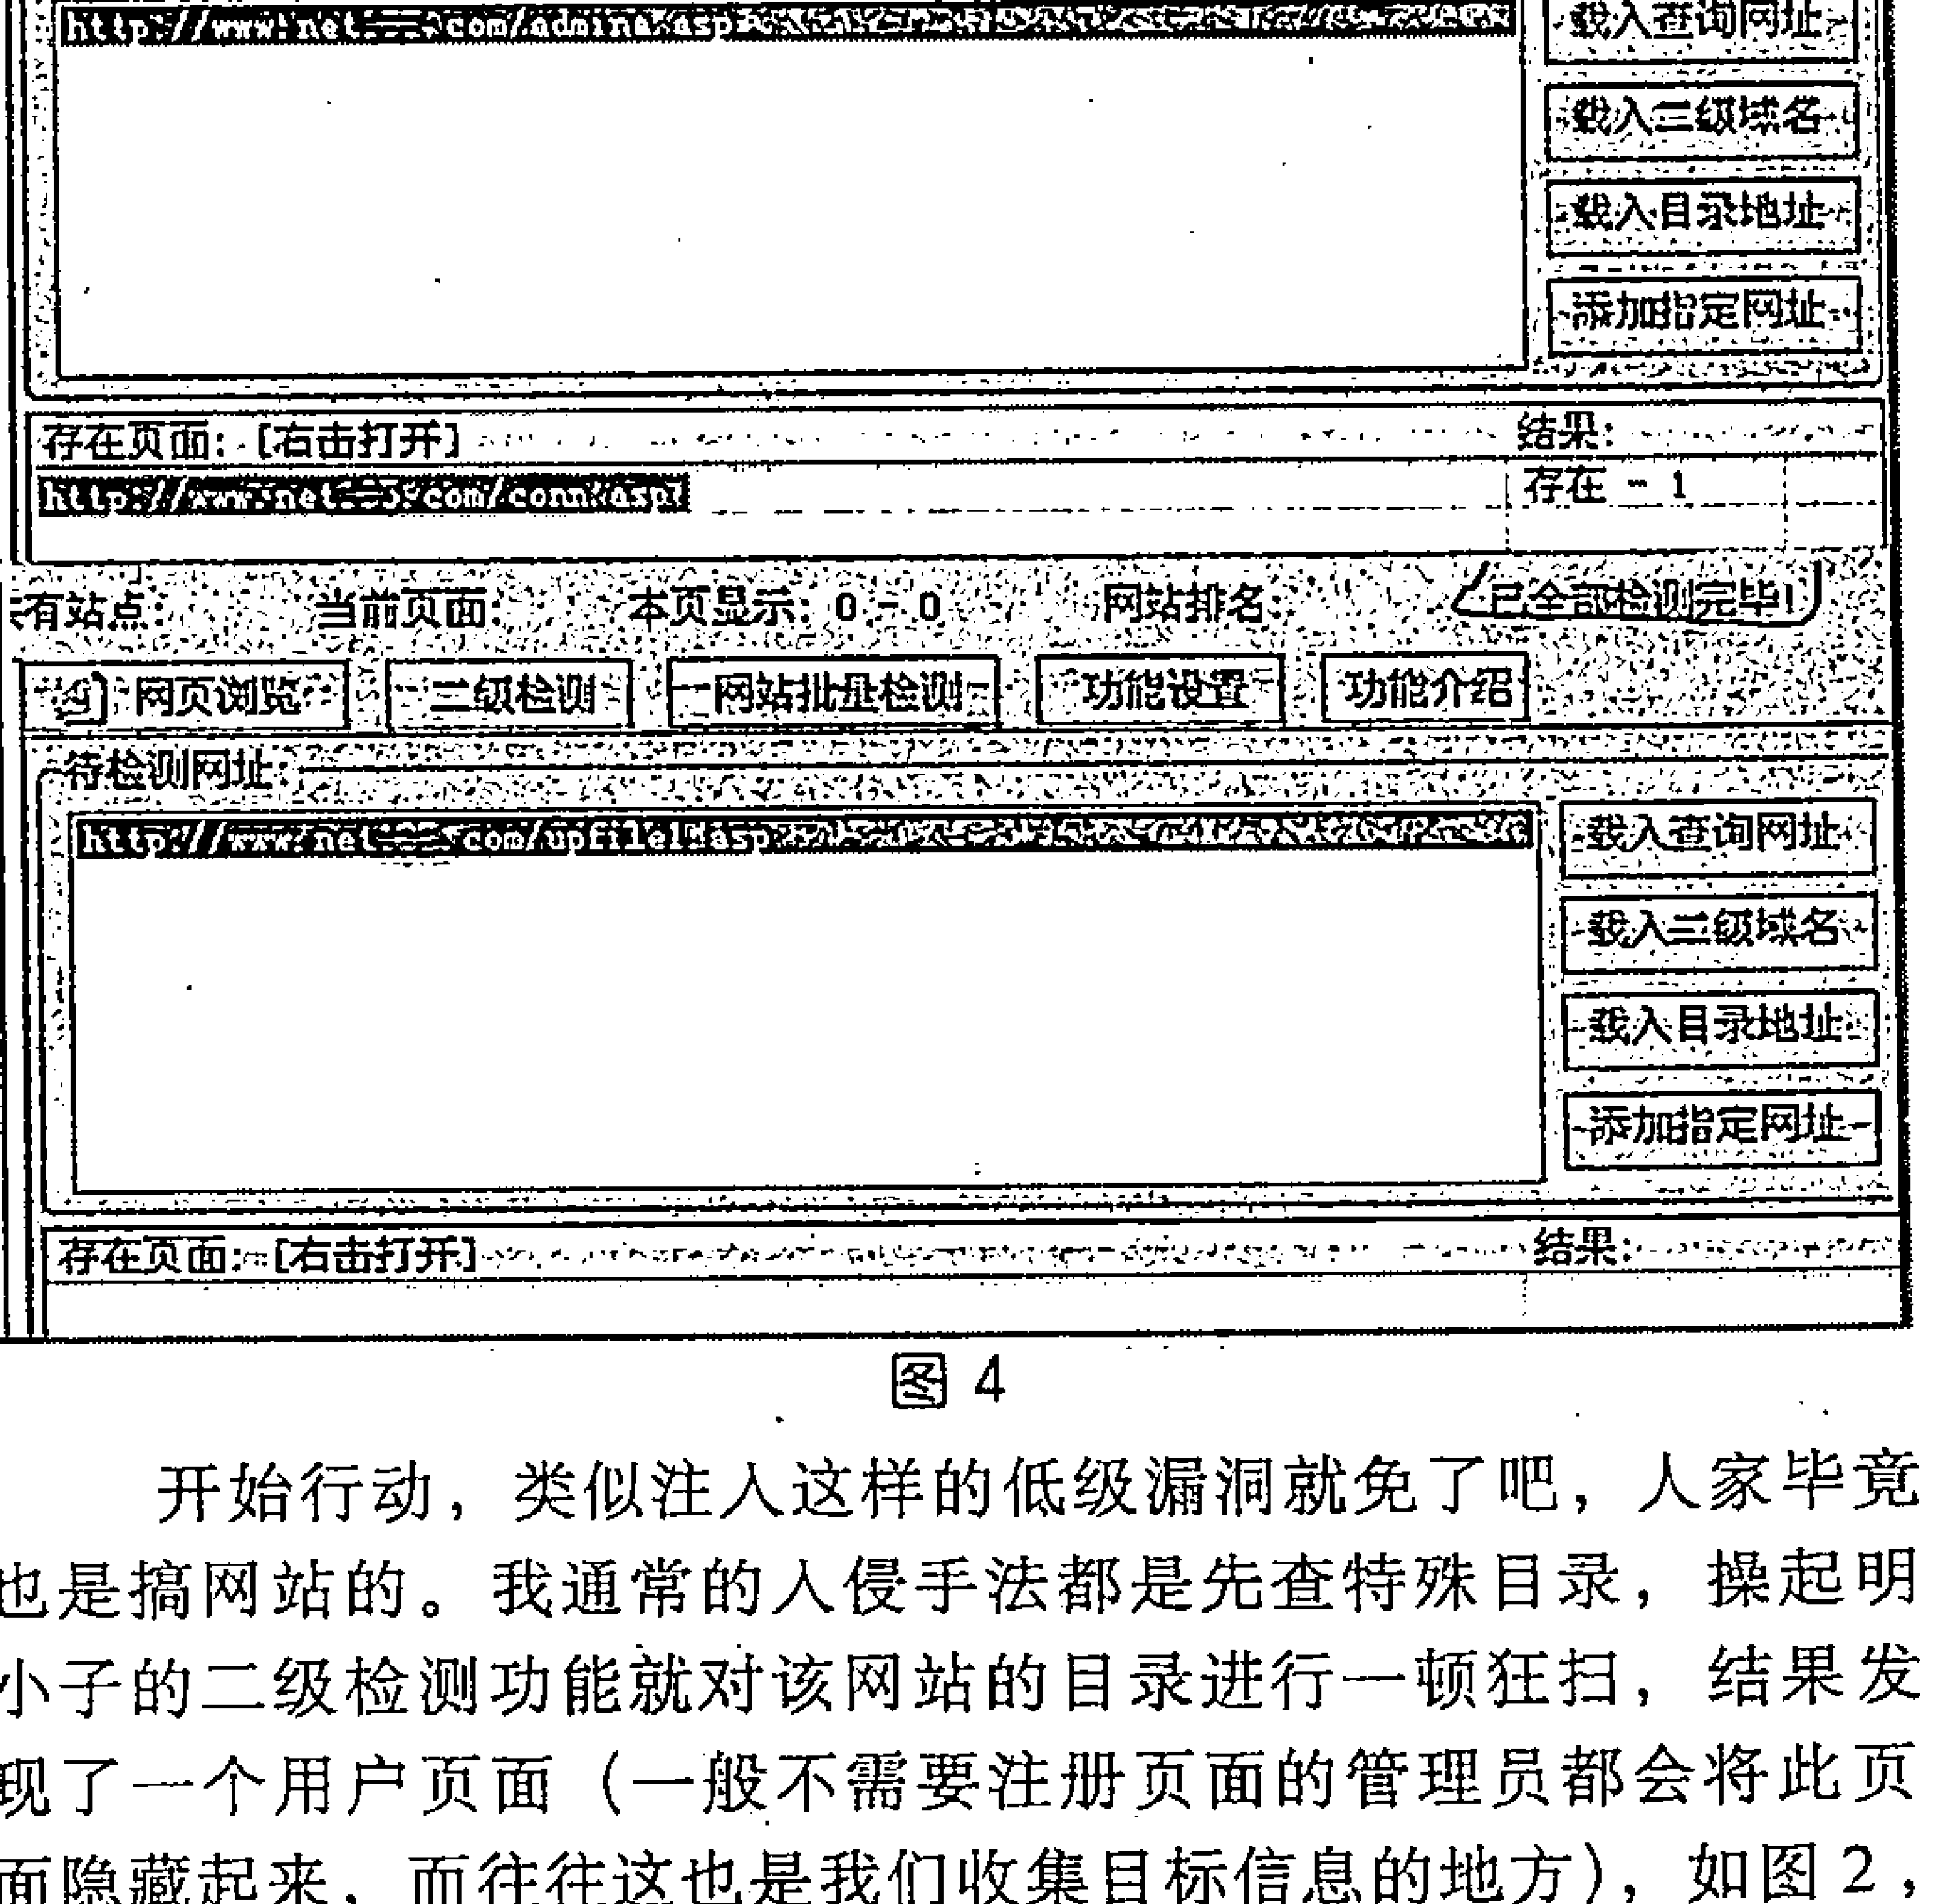 载入查询网址
载入二级域名
载入目录地址
添加指定网址
存在页面: [右击打开] 结果:
com/conn 存在 - 1
有站点: 当前页面: 本页显示: 0 - 0 网站排名: 已全部检测完毕!
网页浏览 二级检测 网站批量检测 功能设置 功能介绍
待检测网址:
载入查询网址
载入二级域名
载入目录地址
添加指定网址
存在页面: [右击打开] 结果:
图 4
开始行动，类似注入这样的低级漏洞就免了吧，人家毕竟
也是搞网站的。我通常的入侵手法都是先查特殊目录，操起明
小子的二级检测功能就对该网站的目录进行一顿狂扫，结果发
现了一个用户页面（一般不需要注册页面的管理员都会将此页
面隐藏起来，而往往这也是我们收集目标信息的地方），如图 2，